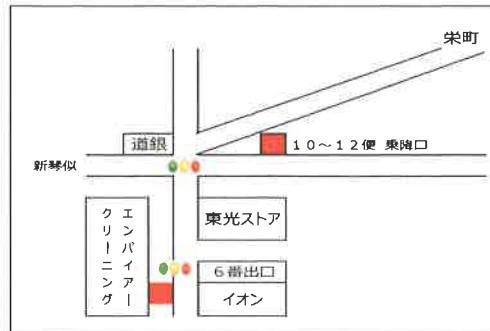 栄町
道銀
10～12便 乗降口
新琴似
エンパイアー
クリーニング
東光ストア
6番出口
イオン